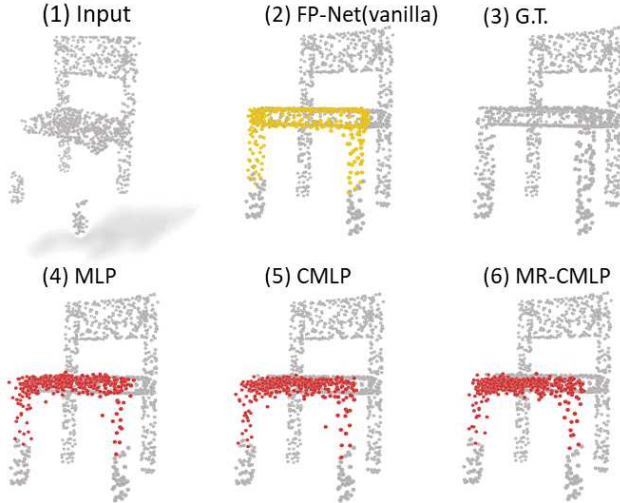 (1) Input
(2) FP-Net(vanilla)
(3) G.T.
(4) MLP
(5) CMLP
(6) MR-CMLP